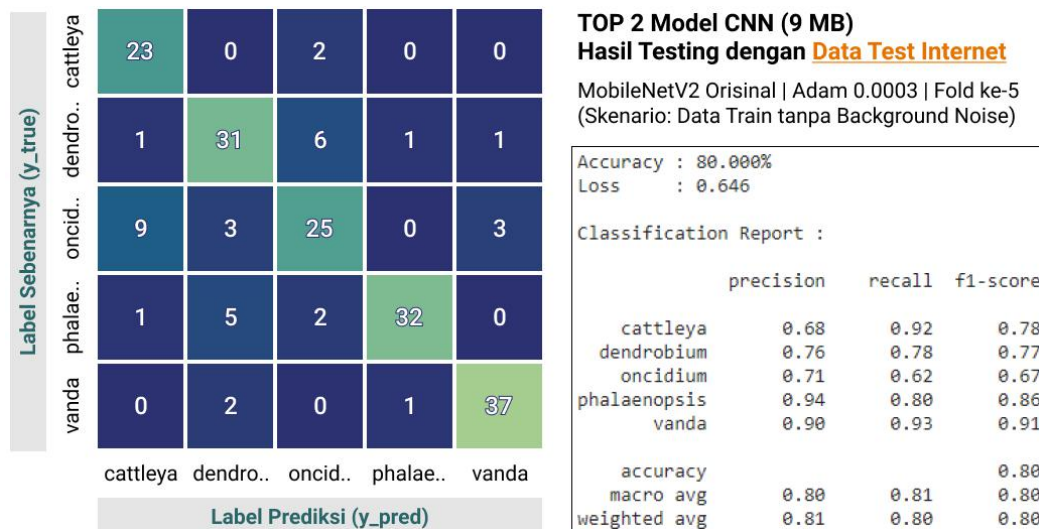 Label Sebenarnya (y_true)
cattleya
23 0 2 0 0
dendro..
1 31 6 1 1
oncid..
9 3 25 0 3
phalae..
1 5 2 32 0
vanda
0 2 0 1 37
cattleya dendro.. oncid.. phalae.. vanda
Label Prediksi (y_pred)
TOP 2 Model CNN (9 MB)
Hasil Testing dengan Data Test Internet
MobileNetV2 Orisinal | Adam 0.0003 | Fold ke-5
(Skenario: Data Train tanpa Background Noise)
Accuracy : 80.000%
Loss : 0.646
Classification Report :
precision recall f1-score
cattleya 0.68 0.92 0.78
dendrobium 0.76 0.78 0.77
oncidium 0.71 0.62 0.67
phalaenopsis 0.94 0.80 0.86
vanda 0.90 0.93 0.91
accuracy 0.80
macro avg 0.80 0.81 0.80
weighted avg 0.81 0.80 0.80